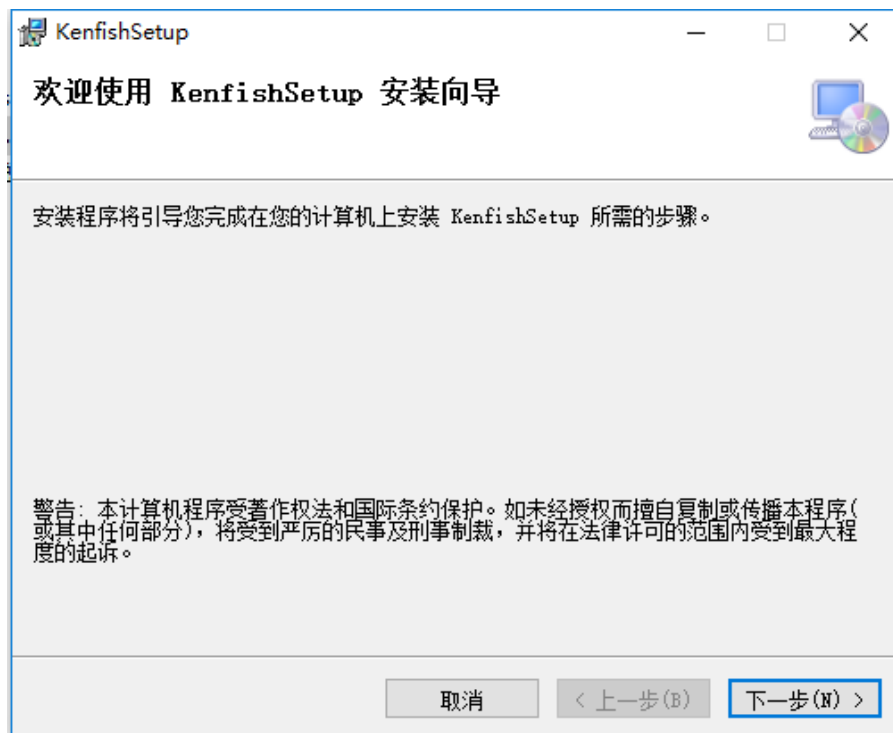 KenfishSetup
欢迎使用 KenfishSetup 安装向导
安装程序将引导您完成在您的计算机上安装 KenfishSetup 所需的步骤。
警告: 本计算机程序受著作权法和国际条约保护。如未经授权而擅自复制或传播本程序(
或其中任何部分)，将受到严厉的民事及刑事制裁，并将在法律许可的范围内受到最大程
度的起诉。
取消 < 上一步(B) 下一步(N) >